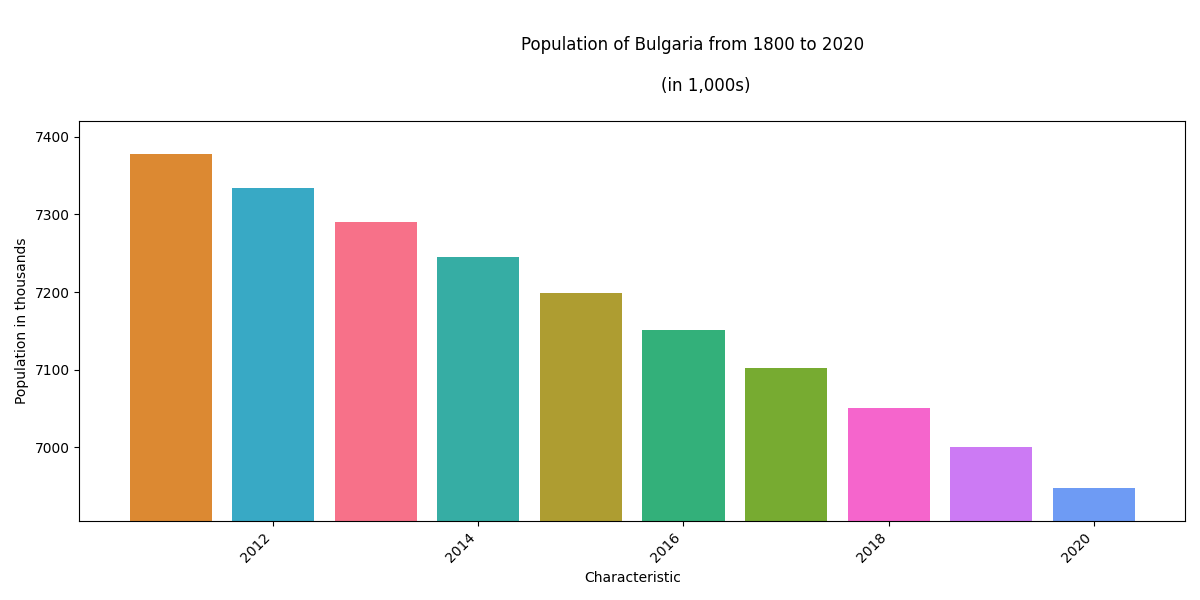 Population of Bulgaria from 1800 to 2020
(in 1,000s)
7400
7300
7200
7100
7000
Population in thousands
2012
2014
2016
2018
2020
Characteristic